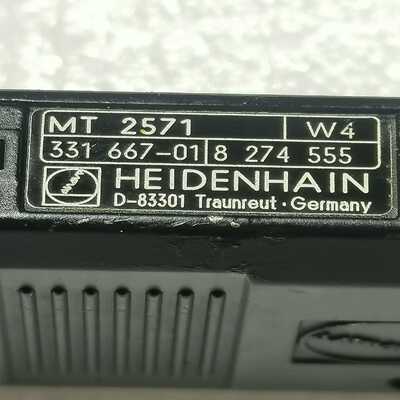 MT 2571 W4
331 667-01 8 274 555
HEIDENHAIN
D-83301 Traunreut · Germany